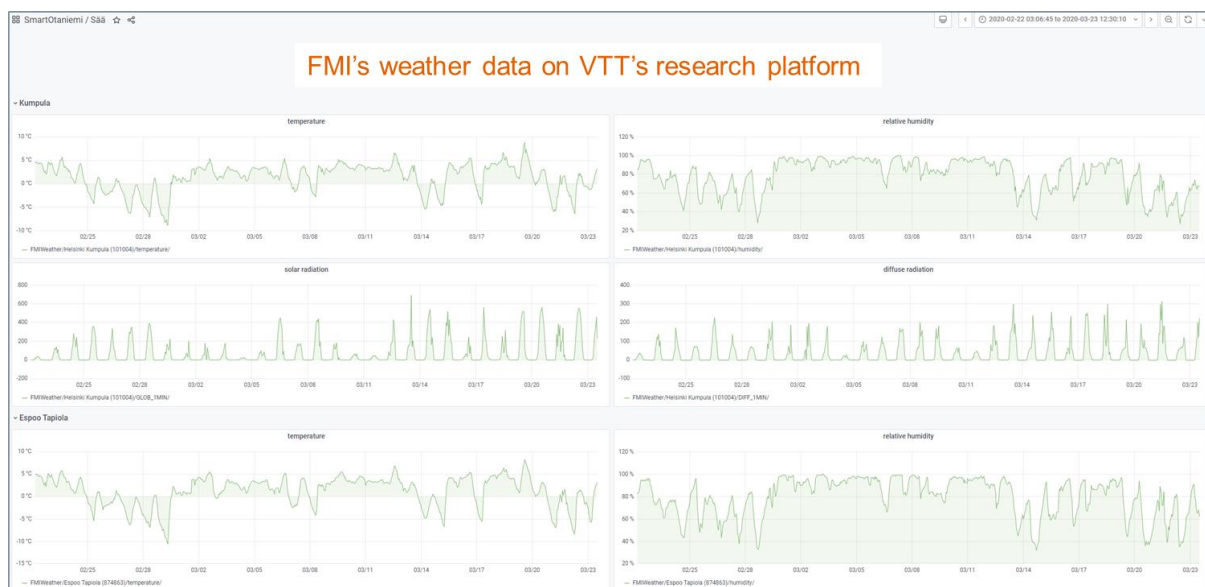 SmartOtaniemi / Sää
2020-02-22 03:06:45 to 2020-03-23 12:30:10
FMI's weather data on VTT's research platform
Kumpula
temperature
10 °C
5 °C
0 °C
-5 °C
-10 °C
02/25 02/28 03/02 03/05 03/08 03/11 03/14 03/17 03/20 03/23
FMIWeather/Helsinki Kumpula (101004)/temperature/
relative humidity
120 %
100 %
80 %
60 %
40 %
20 %
02/25 02/28 03/02 03/05 03/08 03/11 03/14 03/17 03/20 03/23
FMIWeather/Helsinki Kumpula (101004)/humidity/
solar radiation
800
600
400
200
0
-200
02/25 02/28 03/02 03/05 03/08 03/11 03/14 03/17 03/20 03/23
FMIWeather/Helsinki Kumpula (101004)/GLOB_1MIN/
diffuse radiation
400
300
200
100
0
-100
02/25 02/28 03/02 03/05 03/08 03/11 03/14 03/17 03/20 03/23
FMIWeather/Helsinki Kumpula (101004)/DIFF_1MIN/
Espoo Tapiola
temperature
10 °C
5 °C
0 °C
-5 °C
-10 °C
-15 °C
02/25 02/28 03/02 03/05 03/08 03/11 03/14 03/17 03/20 03/23
FMIWeather/Espoo Tapiola (874863)/temperature/
relative humidity
120 %
100 %
80 %
60 %
40 %
20 %
02/25 02/28 03/02 03/05 03/08 03/11 03/14 03/17 03/20 03/23
FMIWeather/Espoo Tapiola (874863)/humidity/